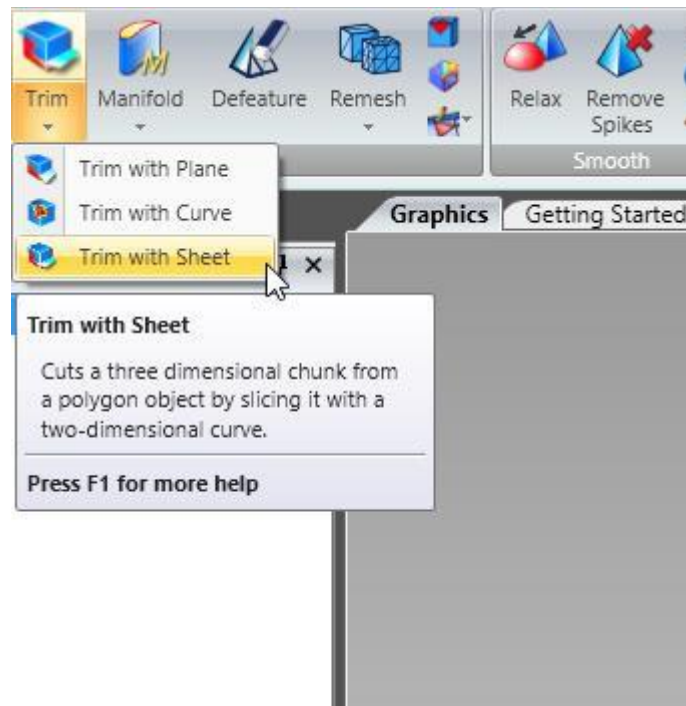 Trim
Manifold
Defeature
Remesh
Relax
Remove
Spikes
Smooth
Trim with Plane
Trim with Curve
Trim with Sheet
Graphics
Getting Started
Trim with Sheet
Cuts a three dimensional chunk from
a polygon object by slicing it with a
two-dimensional curve.
Press F1 for more help